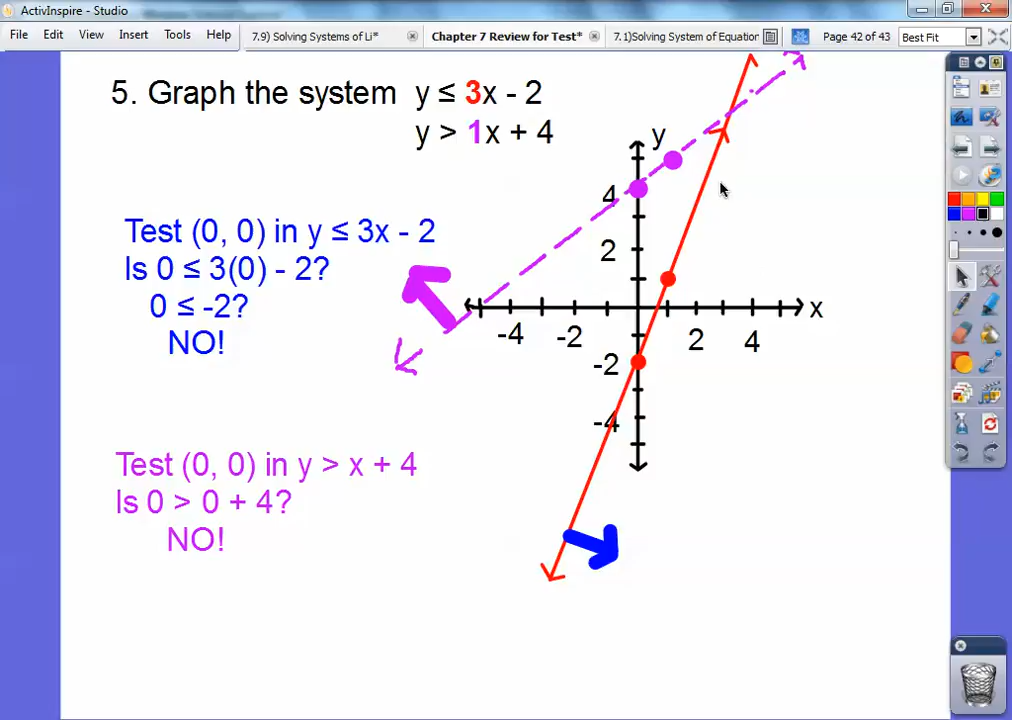 ActivInspire - Studio
File Edit View Insert Tools Help
7.9) Solving Systems of Li* Chapter 7 Review for Test* 7.1)Solving System of Equation
Page 42 of 43 Best Fit
5. Graph the system y ≤ 3x - 2
y > 1x + 4
y
4
2
x
-4 -2 2 4
-2
-4
Test (0, 0) in y ≤ 3x - 2
Is 0 ≤ 3(0) - 2?
0 ≤ -2?
NO!
Test (0, 0) in y > x + 4
Is 0 > 0 + 4?
NO!